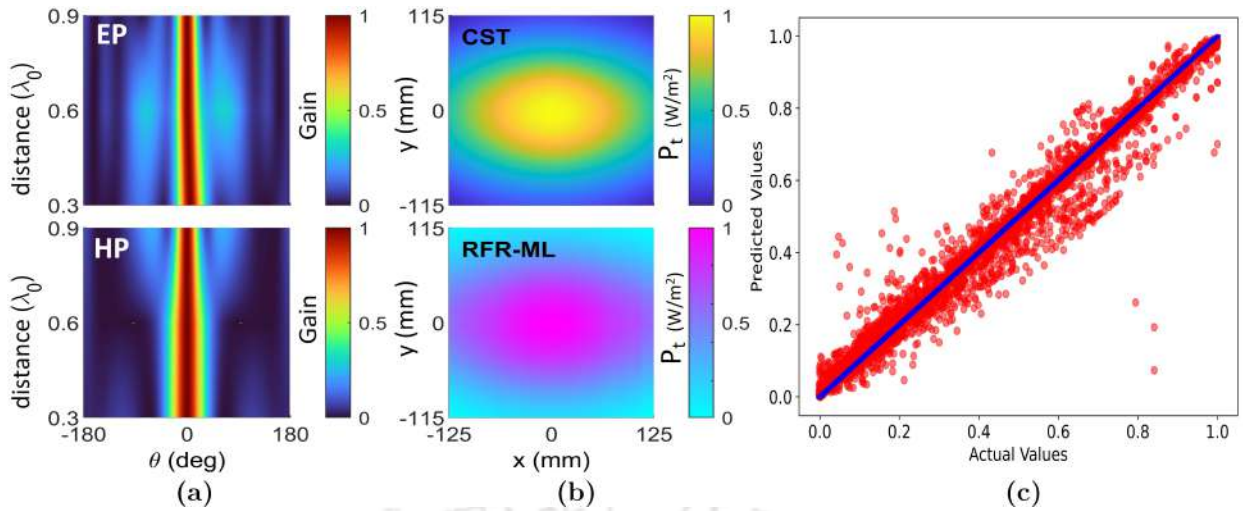 EP
HP
0.9
0.6
0.3
0.9
0.6
0.3
distance (λ0)
distance (λ0)
-180 0 180
θ (deg)
1
0.5
0
Gain
1
0.5
0
Gain
(a)
CST
RFR-ML
115
0
-115
y (mm)
115
0
-115
y (mm)
-125 0 125
x (mm)
1
0.5
0
Pt (W/m²)
1
0.5
0
Pt (W/m²)
(b)
1.0
0.8
0.6
0.4
0.2
0.0
Predicted Values
0.0 0.2 0.4 0.6 0.8 1.0
Actual Values
(c)